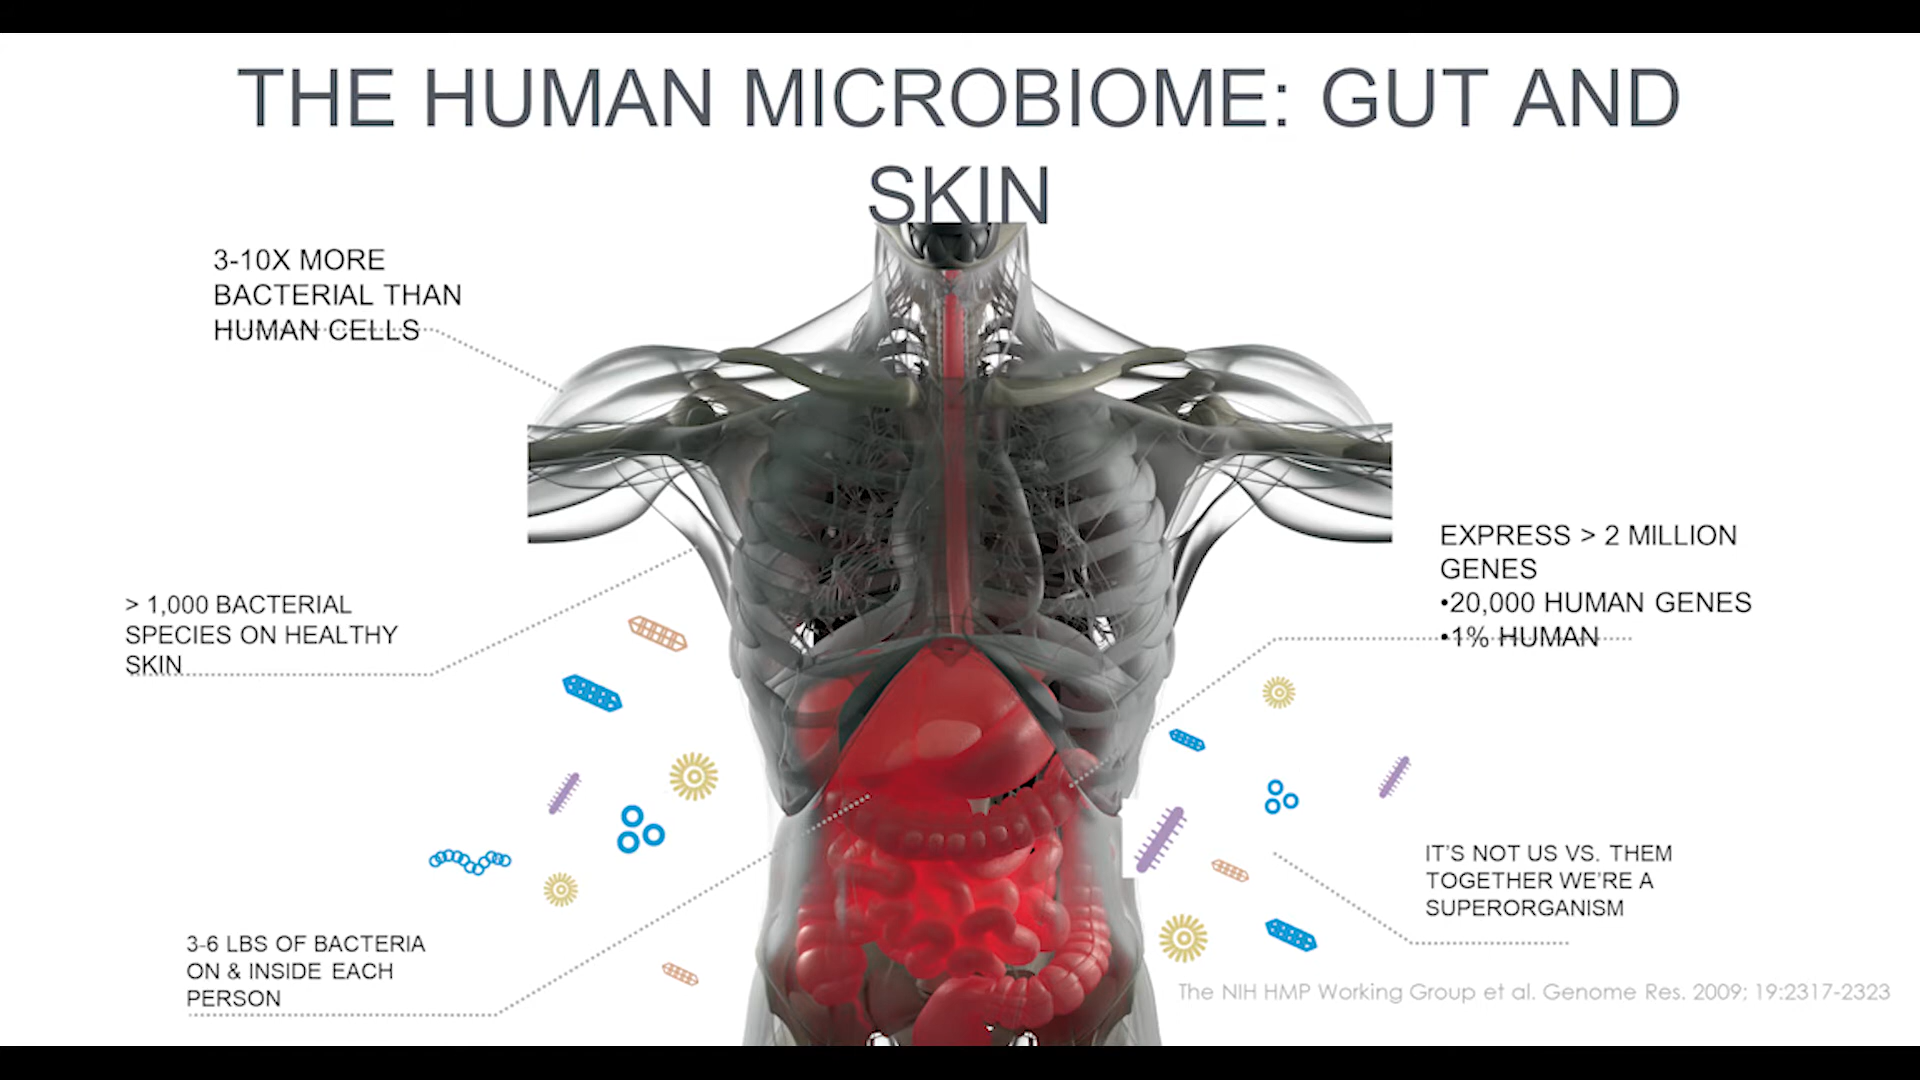 THE HUMAN MICROBIOME: GUT AND
SKIN
3-10X MORE
BACTERIAL THAN
HUMAN CELLS
> 1,000 BACTERIAL
SPECIES ON HEALTHY
SKIN
3-6 LBS OF BACTERIA
ON & INSIDE EACH
PERSON
EXPRESS > 2 MILLION
GENES
•20,000 HUMAN GENES
•1% HUMAN
IT'S NOT US VS. THEM
TOGETHER WE'RE A
SUPERORGANISM
The NIH HMP Working Group et al. Genome Res. 2009; 19:2317-2323